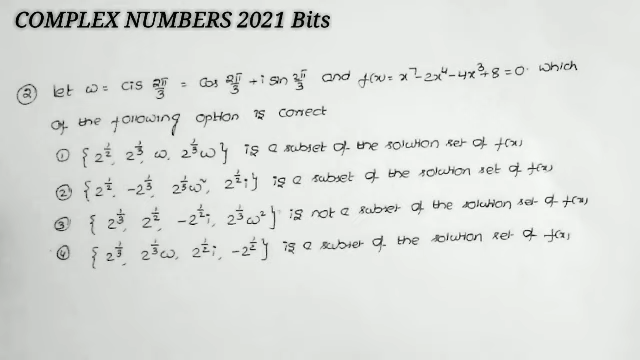 COMPLEX NUMBERS 2021 Bits
② let ω = cis 2π/3 = cos 2π/3 + i sin 2π/3 and f(x) = x⁷-2x⁴-4x³+8=0. which
of the following option is correct
① {2^{1/2}, 2^{1/3}, ω, 2^{1/3}ω} is a subset of the solution set of f(x)
② {2^{1/2}, -2^{1/3}, 2^{1/3}ω², 2^{1/2}i} is a subset of the solution set of f(x)
③ {2^{1/3}, 2^{1/2}, -2^{1/2}i, 2^{1/3}ω²} is not a subset of the solution set of f(x)
④ {2^{1/3}, 2^{1/3}ω, 2^{1/2}i, -2^{1/2}} is a subset of the solution set of f(x)